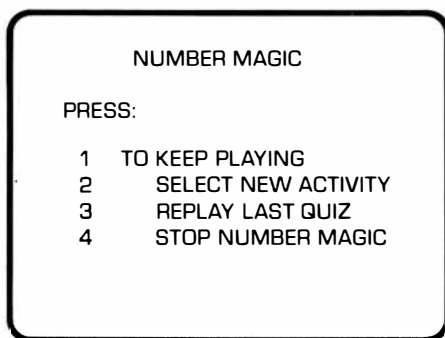 NUMBER MAGIC
PRESS:
1 TO KEEP PLAYING
2 SELECT NEW ACTIVITY
3 REPLAY LAST QUIZ
4 STOP NUMBER MAGIC